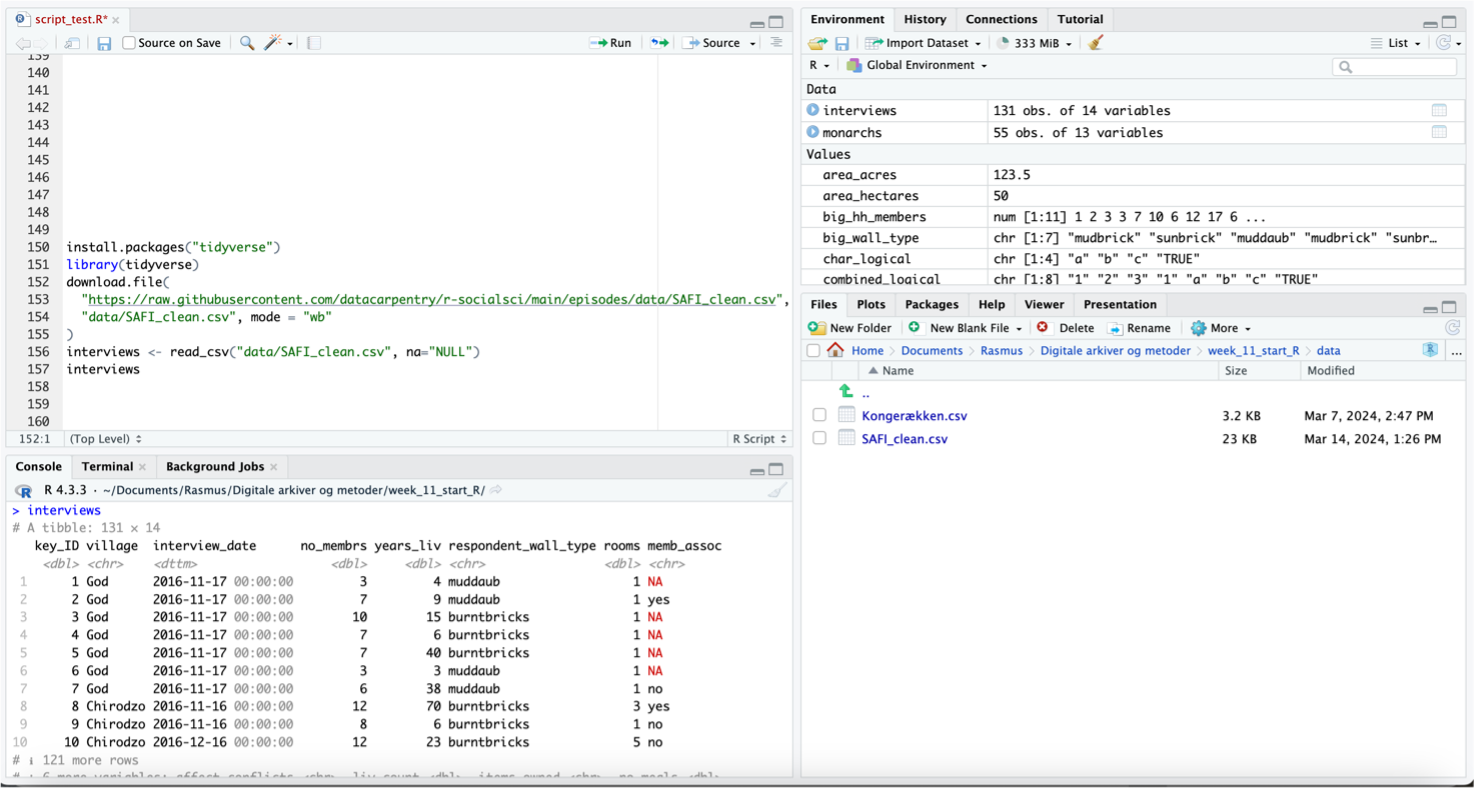 script_test.R*
Source on Save
Run
Source
139
140
141
142
143
144
145
146
147
148
149
150 install.packages("tidyverse")
151 library(tidyverse)
152 download.file(
153 "https://raw.githubusercontent.com/datacarpentry/r-socialsci/main/episodes/data/SAFI_clean.csv",
154 "data/SAFI_clean.csv", mode = "wb"
155 )
156 interviews <- read_csv("data/SAFI_clean.csv", na="NULL")
157 interviews
158
159
160
152:1 (Top Level) R Script
Console Terminal Background Jobs
R 4.3.3 · ~/Documents/Rasmus/Digitale arkiver og metoder/week_11_start_R/
> interviews
# A tibble: 131 × 14
key_ID village interview_date no_membrs years_liv respondent_wall_type rooms memb_assoc
<dbl> <chr> <dttm> <dbl> <dbl> <chr> <dbl> <chr>
1 1 God 2016-11-17 00:00:00 3 4 muddaub 1 NA
2 2 God 2016-11-17 00:00:00 7 9 muddaub 1 yes
3 3 God 2016-11-17 00:00:00 10 15 burntbricks 1 NA
4 4 God 2016-11-17 00:00:00 7 6 burntbricks 1 NA
5 5 God 2016-11-17 00:00:00 7 40 burntbricks 1 NA
6 6 God 2016-11-17 00:00:00 3 3 muddaub 1 NA
7 7 God 2016-11-17 00:00:00 6 38 muddaub 1 no
8 8 Chirodzo 2016-11-16 00:00:00 12 70 burntbricks 3 yes
9 9 Chirodzo 2016-11-16 00:00:00 8 6 burntbricks 1 no
10 10 Chirodzo 2016-12-16 00:00:00 12 23 burntbricks 5 no
# ℹ 121 more rows
# ℹ 6 more variables: affect_conflicts <chr>, liv_count <dbl>, items_owned <chr>, no_meals <dbl>,
Environment History Connections Tutorial
Import Dataset 333 MiB List
R Global Environment
Data
interviews 131 obs. of 14 variables
monarchs 55 obs. of 13 variables
Values
area_acres 123.5
area_hectares 50
big_hh_members num [1:11] 1 2 3 3 7 10 6 12 17 6 ...
big_wall_type chr [1:7] "mudbrick" "sunbrick" "muddaub" "mudbrick" "sunbr…
char_logical chr [1:4] "a" "b" "c" "TRUE"
combined_logical chr [1:8] "1" "2" "3" "1" "a" "b" "c" "TRUE"
Files Plots Packages Help Viewer Presentation
New Folder New Blank File Delete Rename More
Home > Documents > Rasmus > Digitale arkiver og metoder > week_11_start_R > data ...
Name Size Modified
..
Kongerækken.csv 3.2 KB Mar 7, 2024, 2:47 PM
SAFI_clean.csv 23 KB Mar 14, 2024, 1:26 PM